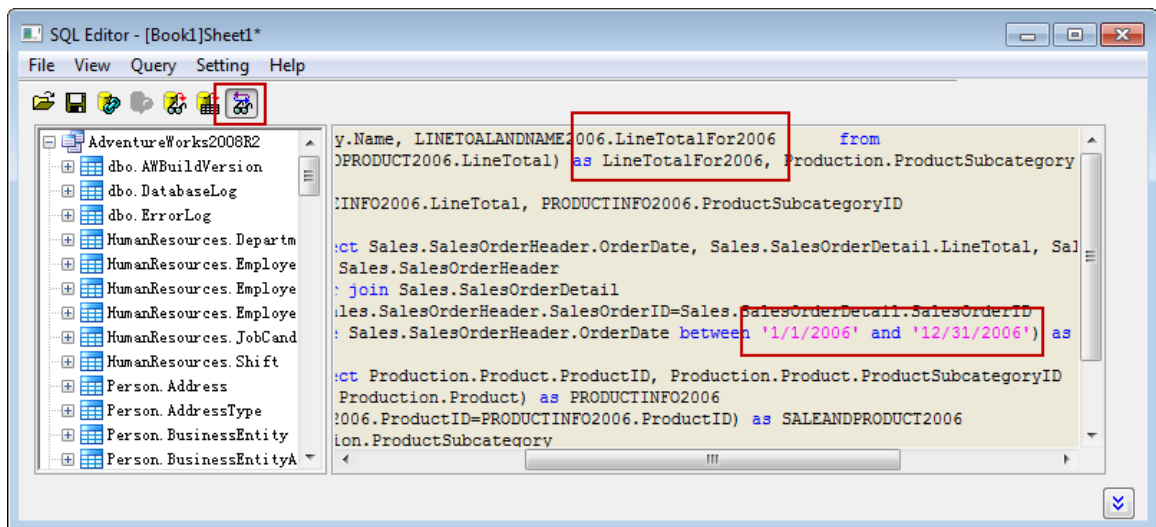 SQL Editor - [Book1]Sheet1*
File View Query Setting Help
AdventureWorks2008R2
dbo.AWBuildVersion
dbo.DatabaseLog
dbo.ErrorLog
HumanResources.Departm
HumanResources.Employe
HumanResources.Employe
HumanResources.Employe
HumanResources.JobCand
HumanResources.Shift
Person.Address
Person.AddressType
Person.BusinessEntity
Person.BusinessEntityA
y.Name, LINETOALANDNAME2006.LineTotalFor2006 from
PRODUCT2006.LineTotal) as LineTotalFor2006, Production.ProductSubcategory
INFO2006.LineTotal, PRODUCTINFO2006.ProductSubcategoryID
ect Sales.SalesOrderHeader.OrderDate, Sales.SalesOrderDetail.LineTotal, Sal
Sales.SalesOrderHeader
join Sales.SalesOrderDetail
les.SalesOrderHeader.SalesOrderID=Sales.SalesOrderDetail.SalesOrderID
Sales.SalesOrderHeader.OrderDate between '1/1/2006' and '12/31/2006') as
ect Production.Product.ProductID, Production.Product.ProductSubcategoryID
Production.Product) as PRODUCTINFO2006
2006.ProductID=PRODUCTINFO2006.ProductID) as SALEANDPRODUCT2006
ion.ProductSubcategory